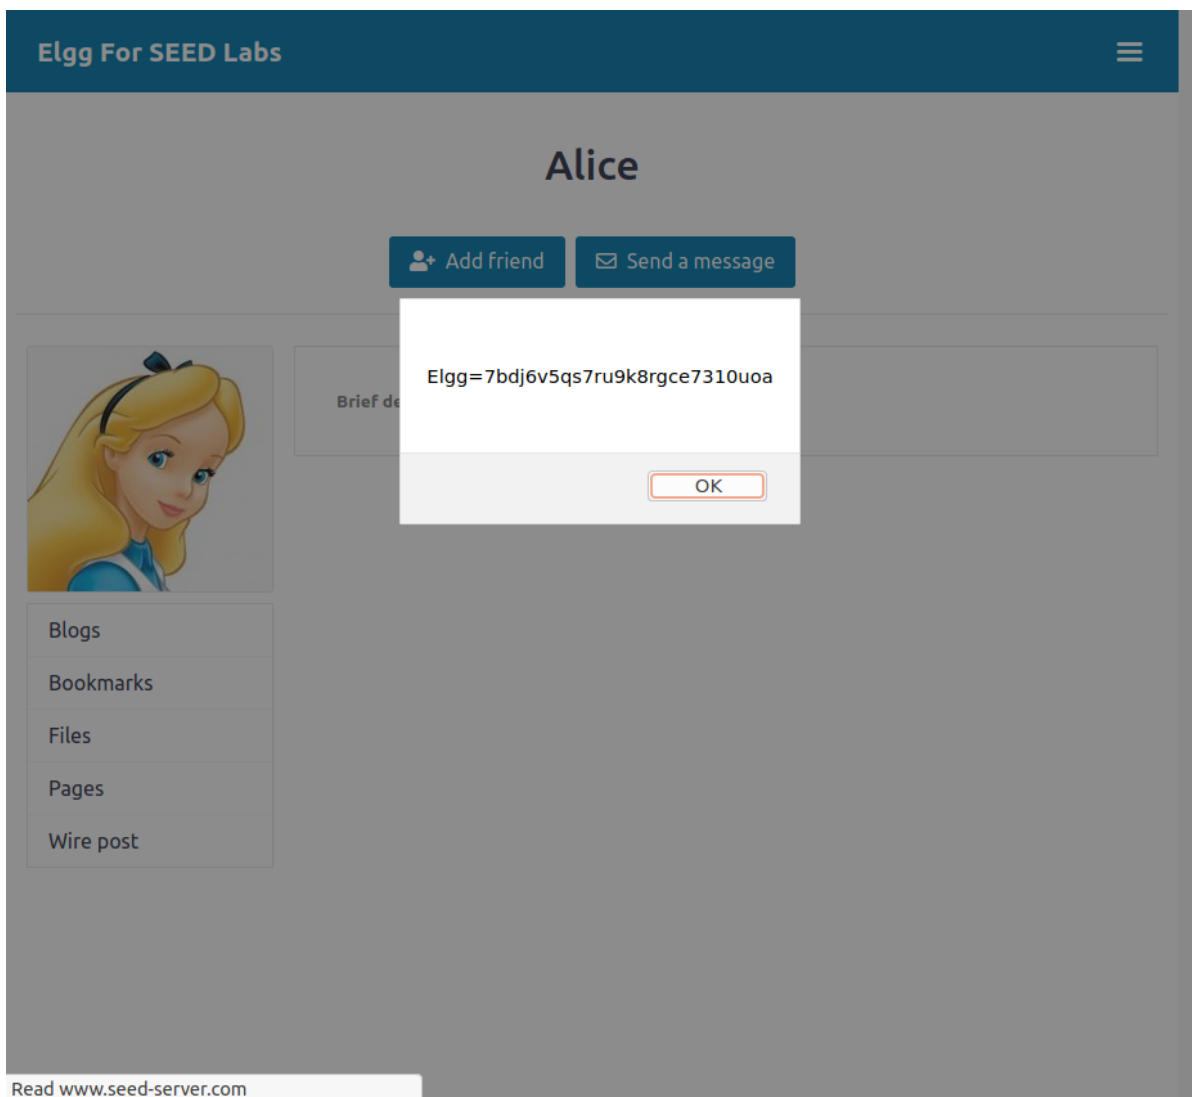 Elgg For SEED Labs
Alice
Add friend
Send a message
Elgg=7bdj6v5qs7ru9k8rgce7310uoa
Brief de
OK
Blogs
Bookmarks
Files
Pages
Wire post
Read www.seed-server.com